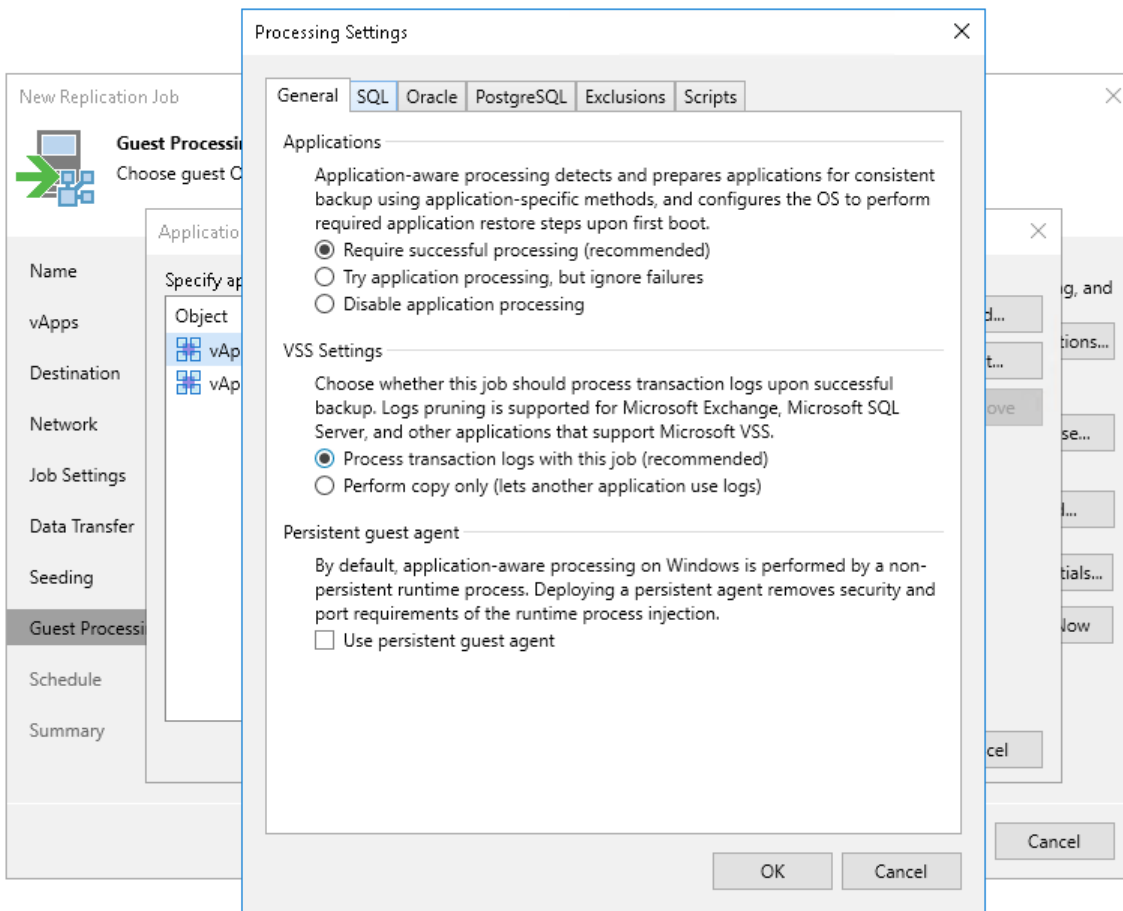 Processing Settings
New Replication Job
General SQL Oracle PostgreSQL Exclusions Scripts
Guest Processi
Choose guest O
Applications
Application-aware processing detects and prepares applications for consistent
backup using application-specific methods, and configures the OS to perform
required application restore steps upon first boot.
Require successful processing (recommended)
Try application processing, but ignore failures
Disable application processing
VSS Settings
Choose whether this job should process transaction logs upon successful
backup. Logs pruning is supported for Microsoft Exchange, Microsoft SQL
Server, and other applications that support Microsoft VSS.
Process transaction logs with this job (recommended)
Perform copy only (lets another application use logs)
Persistent guest agent
By default, application-aware processing on Windows is performed by a non-
persistent runtime process. Deploying a persistent agent removes security and
port requirements of the runtime process injection.
Use persistent guest agent
OK Cancel
Applicatio
Specify ap
Object
vAp
vAp
Name
vApps
Destination
Network
Job Settings
Data Transfer
Seeding
Guest Processi
Schedule
Summary
d...
t...
ove
cel
ng, and
tions...
se...
d...
tials...
Now
Cancel